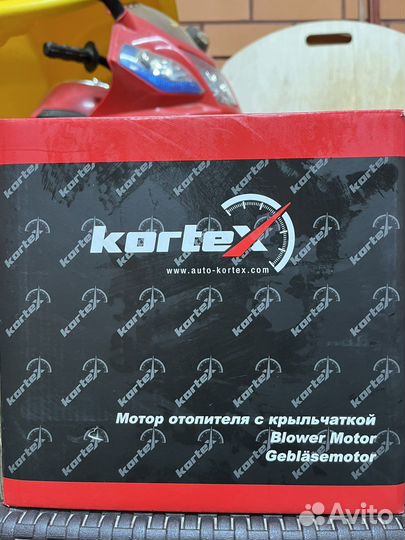 kortex
www.auto-kortex.com
Мотор отопителя с крыльчаткой
Blower Motor
Gebläsemotor
Avito